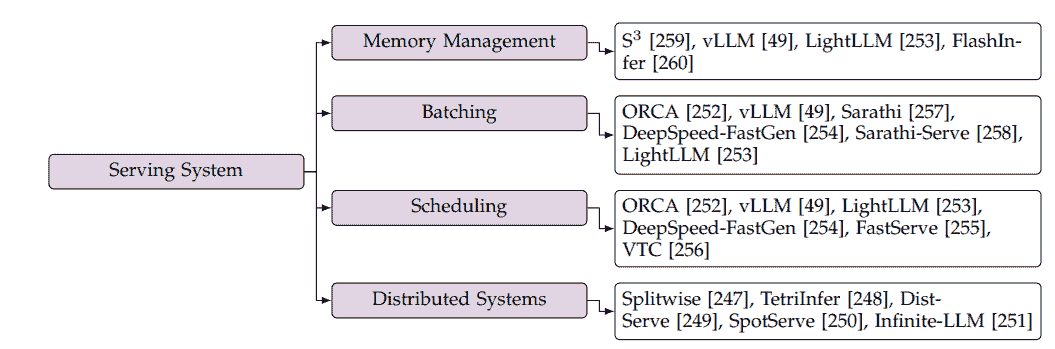 Serving System
Memory Management
S³ [259], vLLM [49], LightLLM [253], FlashIn-
fer [260]
Batching
ORCA [252], vLLM [49], Sarathi [257],
DeepSpeed-FastGen [254], Sarathi-Serve [258],
LightLLM [253]
Scheduling
ORCA [252], vLLM [49], LightLLM [253],
DeepSpeed-FastGen [254], FastServe [255],
VTC [256]
Distributed Systems
Splitwise [247], TetriInfer [248], Dist-
Serve [249], SpotServe [250], Infinite-LLM [251]